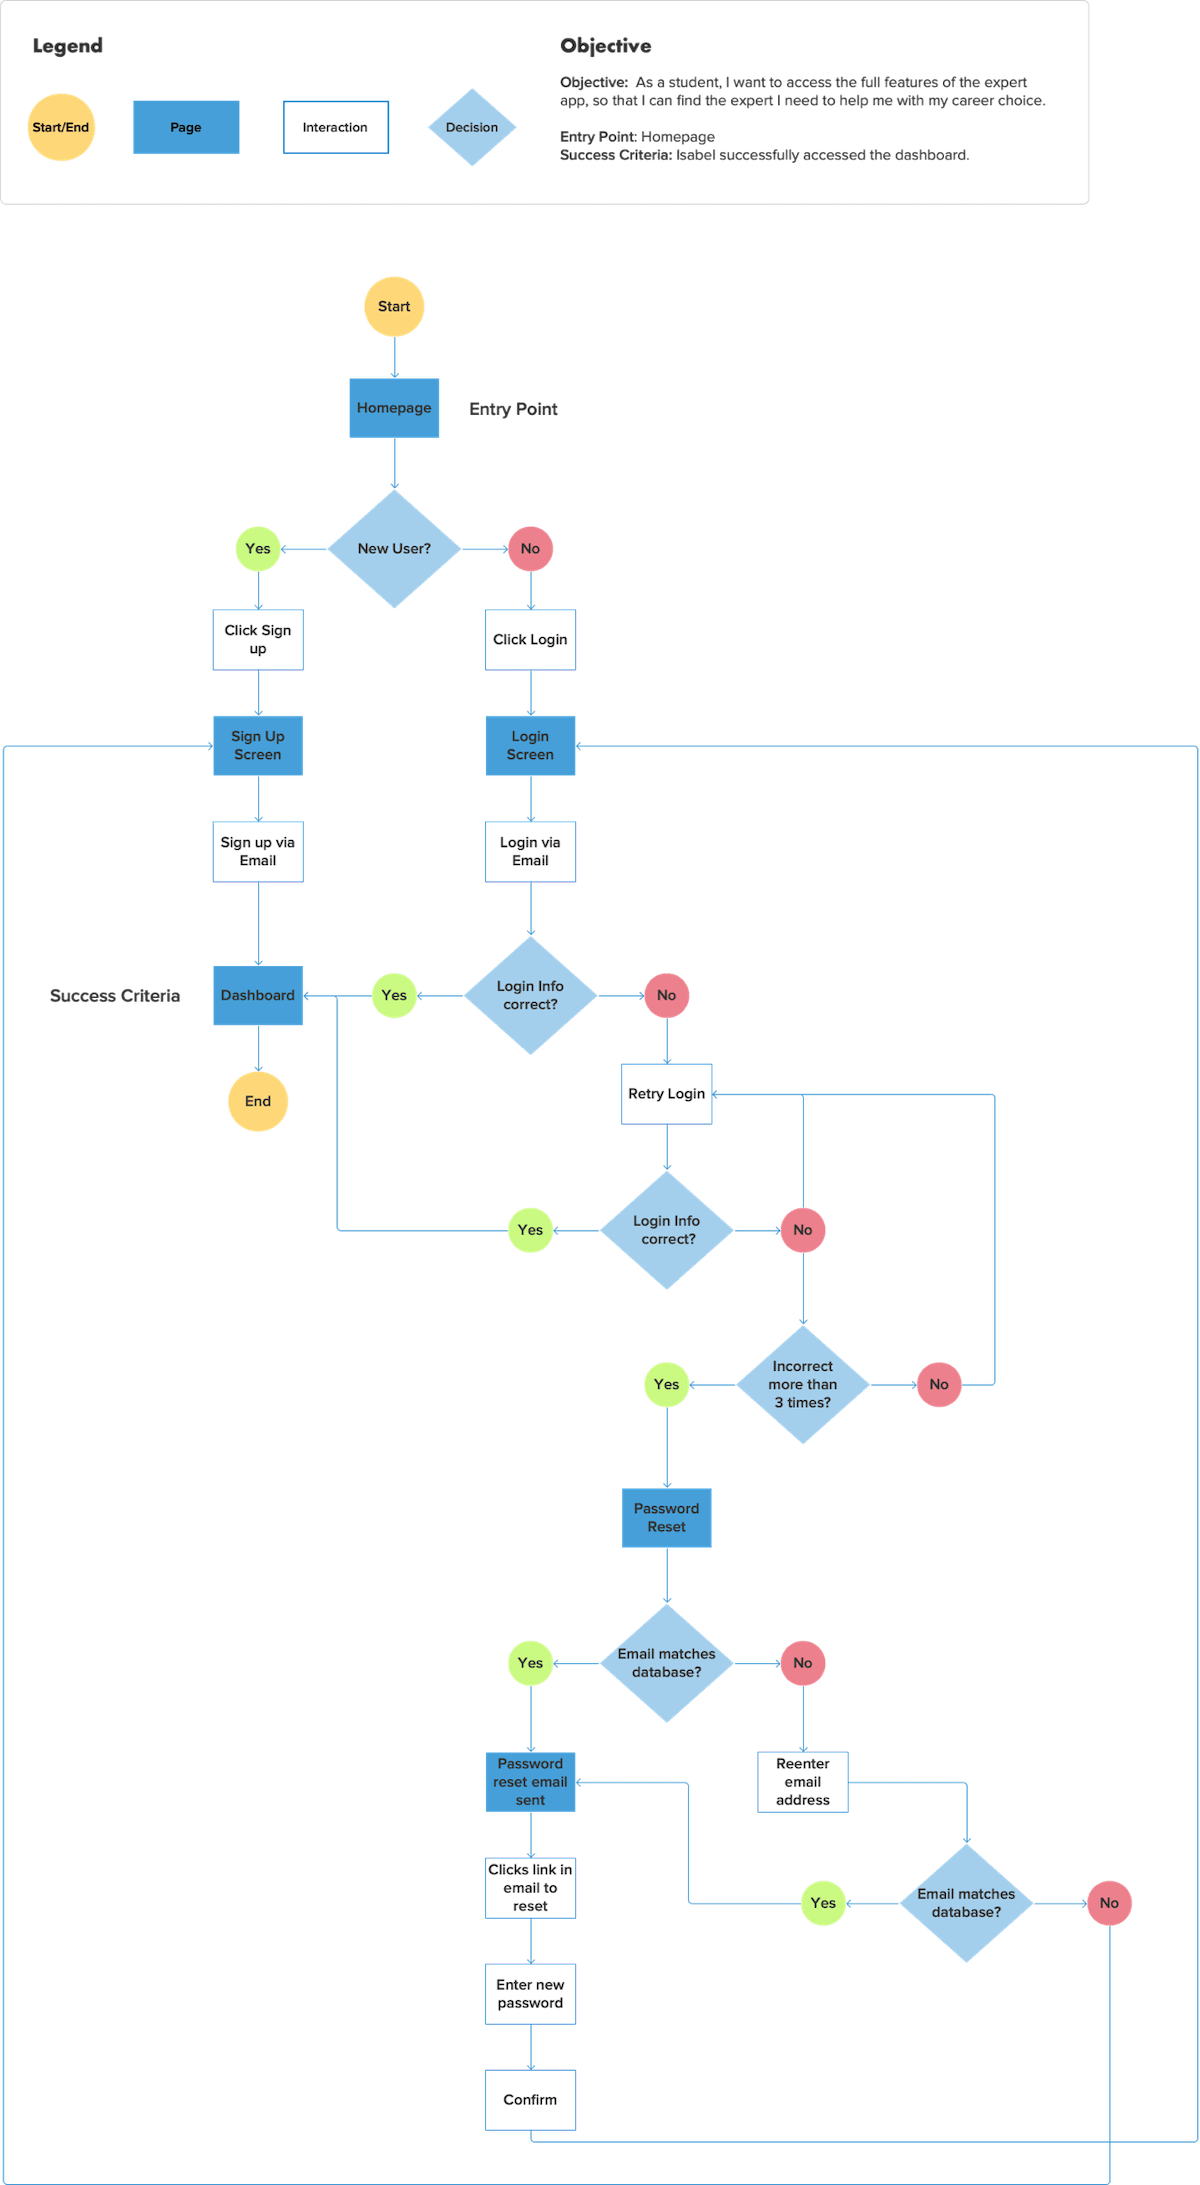 Legend
Start/End
Page
Interaction
Decision
Objective
Objective: As a student, I want to access the full features of the expert
app, so that I can find the expert I need to help me with my career choice.
Entry Point: Homepage
Success Criteria: Isabel successfully accessed the dashboard.
Start
Homepage
Entry Point
Yes
New User?
No
Click Sign
up
Click Login
Sign Up
Screen
Login
Screen
Sign up via
Email
Login via
Email
Success Criteria
Dashboard
Yes
Login Info
correct?
No
End
Retry Login
Yes
Login Info
correct?
No
Yes
Incorrect
more than
3 times?
No
Password
Reset
Yes
Email matches
database?
No
Password
reset email
sent
Reenter
email
address
Clicks link in
email to
reset
Yes
Email matches
database?
No
Enter new
password
Confirm